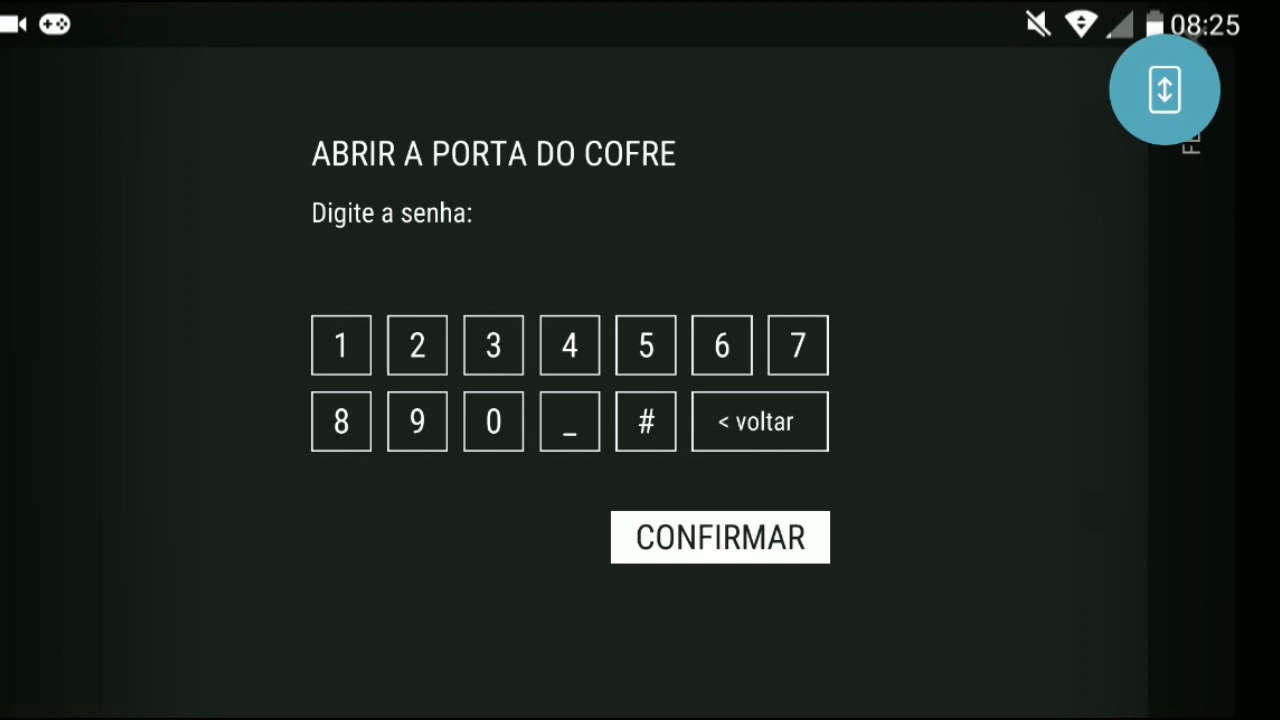 08:25
ABRIR A PORTA DO COFRE
Digite a senha:
1 2 3 4 5 6 7
8 9 0 _ # < voltar
CONFIRMAR